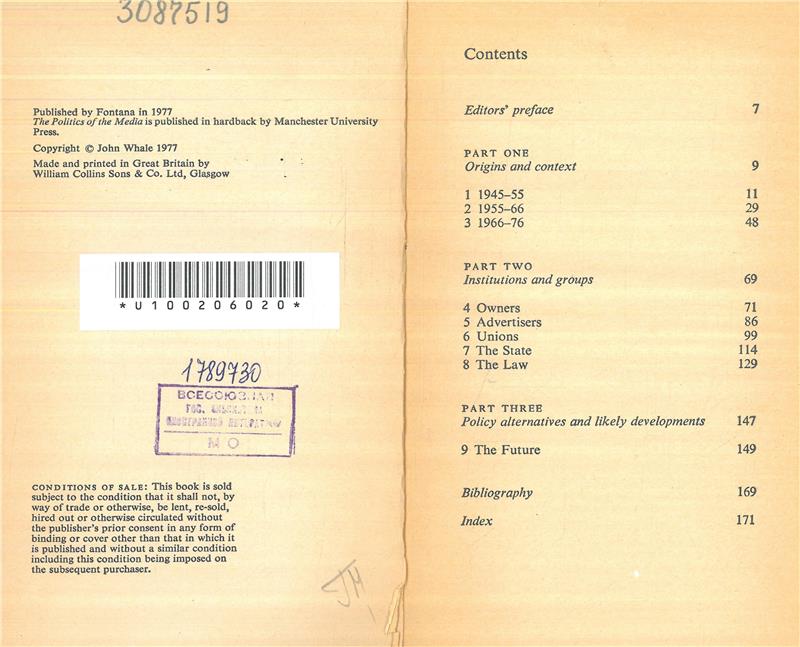 3087519
Published by Fontana in 1977
The Politics of the Media is published in hardback by Manchester University
Press.
Copyright © John Whale 1977
Made and printed in Great Britain by
William Collins Sons & Co. Ltd, Glasgow
*U100206020*
1789730
ВСЕСОЮЗНАЯ
ГОС.
ИНОСТРАННОЙ ЛИТЕРАТУРЫ
МО
CONDITIONS OF SALE: This book is sold
subject to the condition that it shall not, by
way of trade or otherwise, be lent, re-sold,
hired out or otherwise circulated without
the publisher's prior consent in any form of
binding or cover other than that in which it
is published and without a similar condition
including this condition being imposed on
the subsequent purchaser.
Contents
Editors' preface 7
PART ONE
Origins and context 9
1 1945–55 11
2 1955–66 29
3 1966–76 48
PART TWO
Institutions and groups 69
4 Owners 71
5 Advertisers 86
6 Unions 99
7 The State 114
8 The Law 129
PART THREE
Policy alternatives and likely developments 147
9 The Future 149
Bibliography 169
Index 171